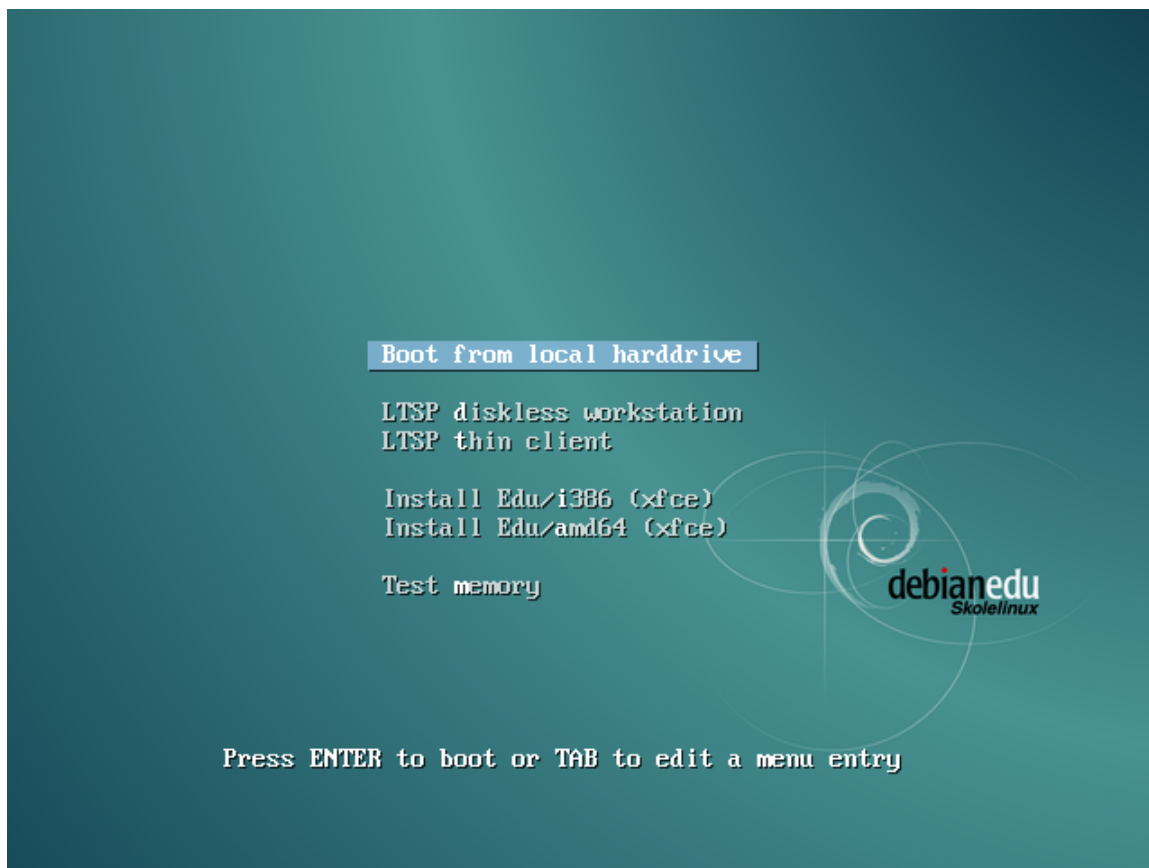 Boot from local harddrive
LTSP diskless workstation
LTSP thin client
Install Edu/i386 (xfce)
Install Edu/amd64 (xfce)
Test memory
debianedu
Skolelinux
Press ENTER to boot or TAB to edit a menu entry